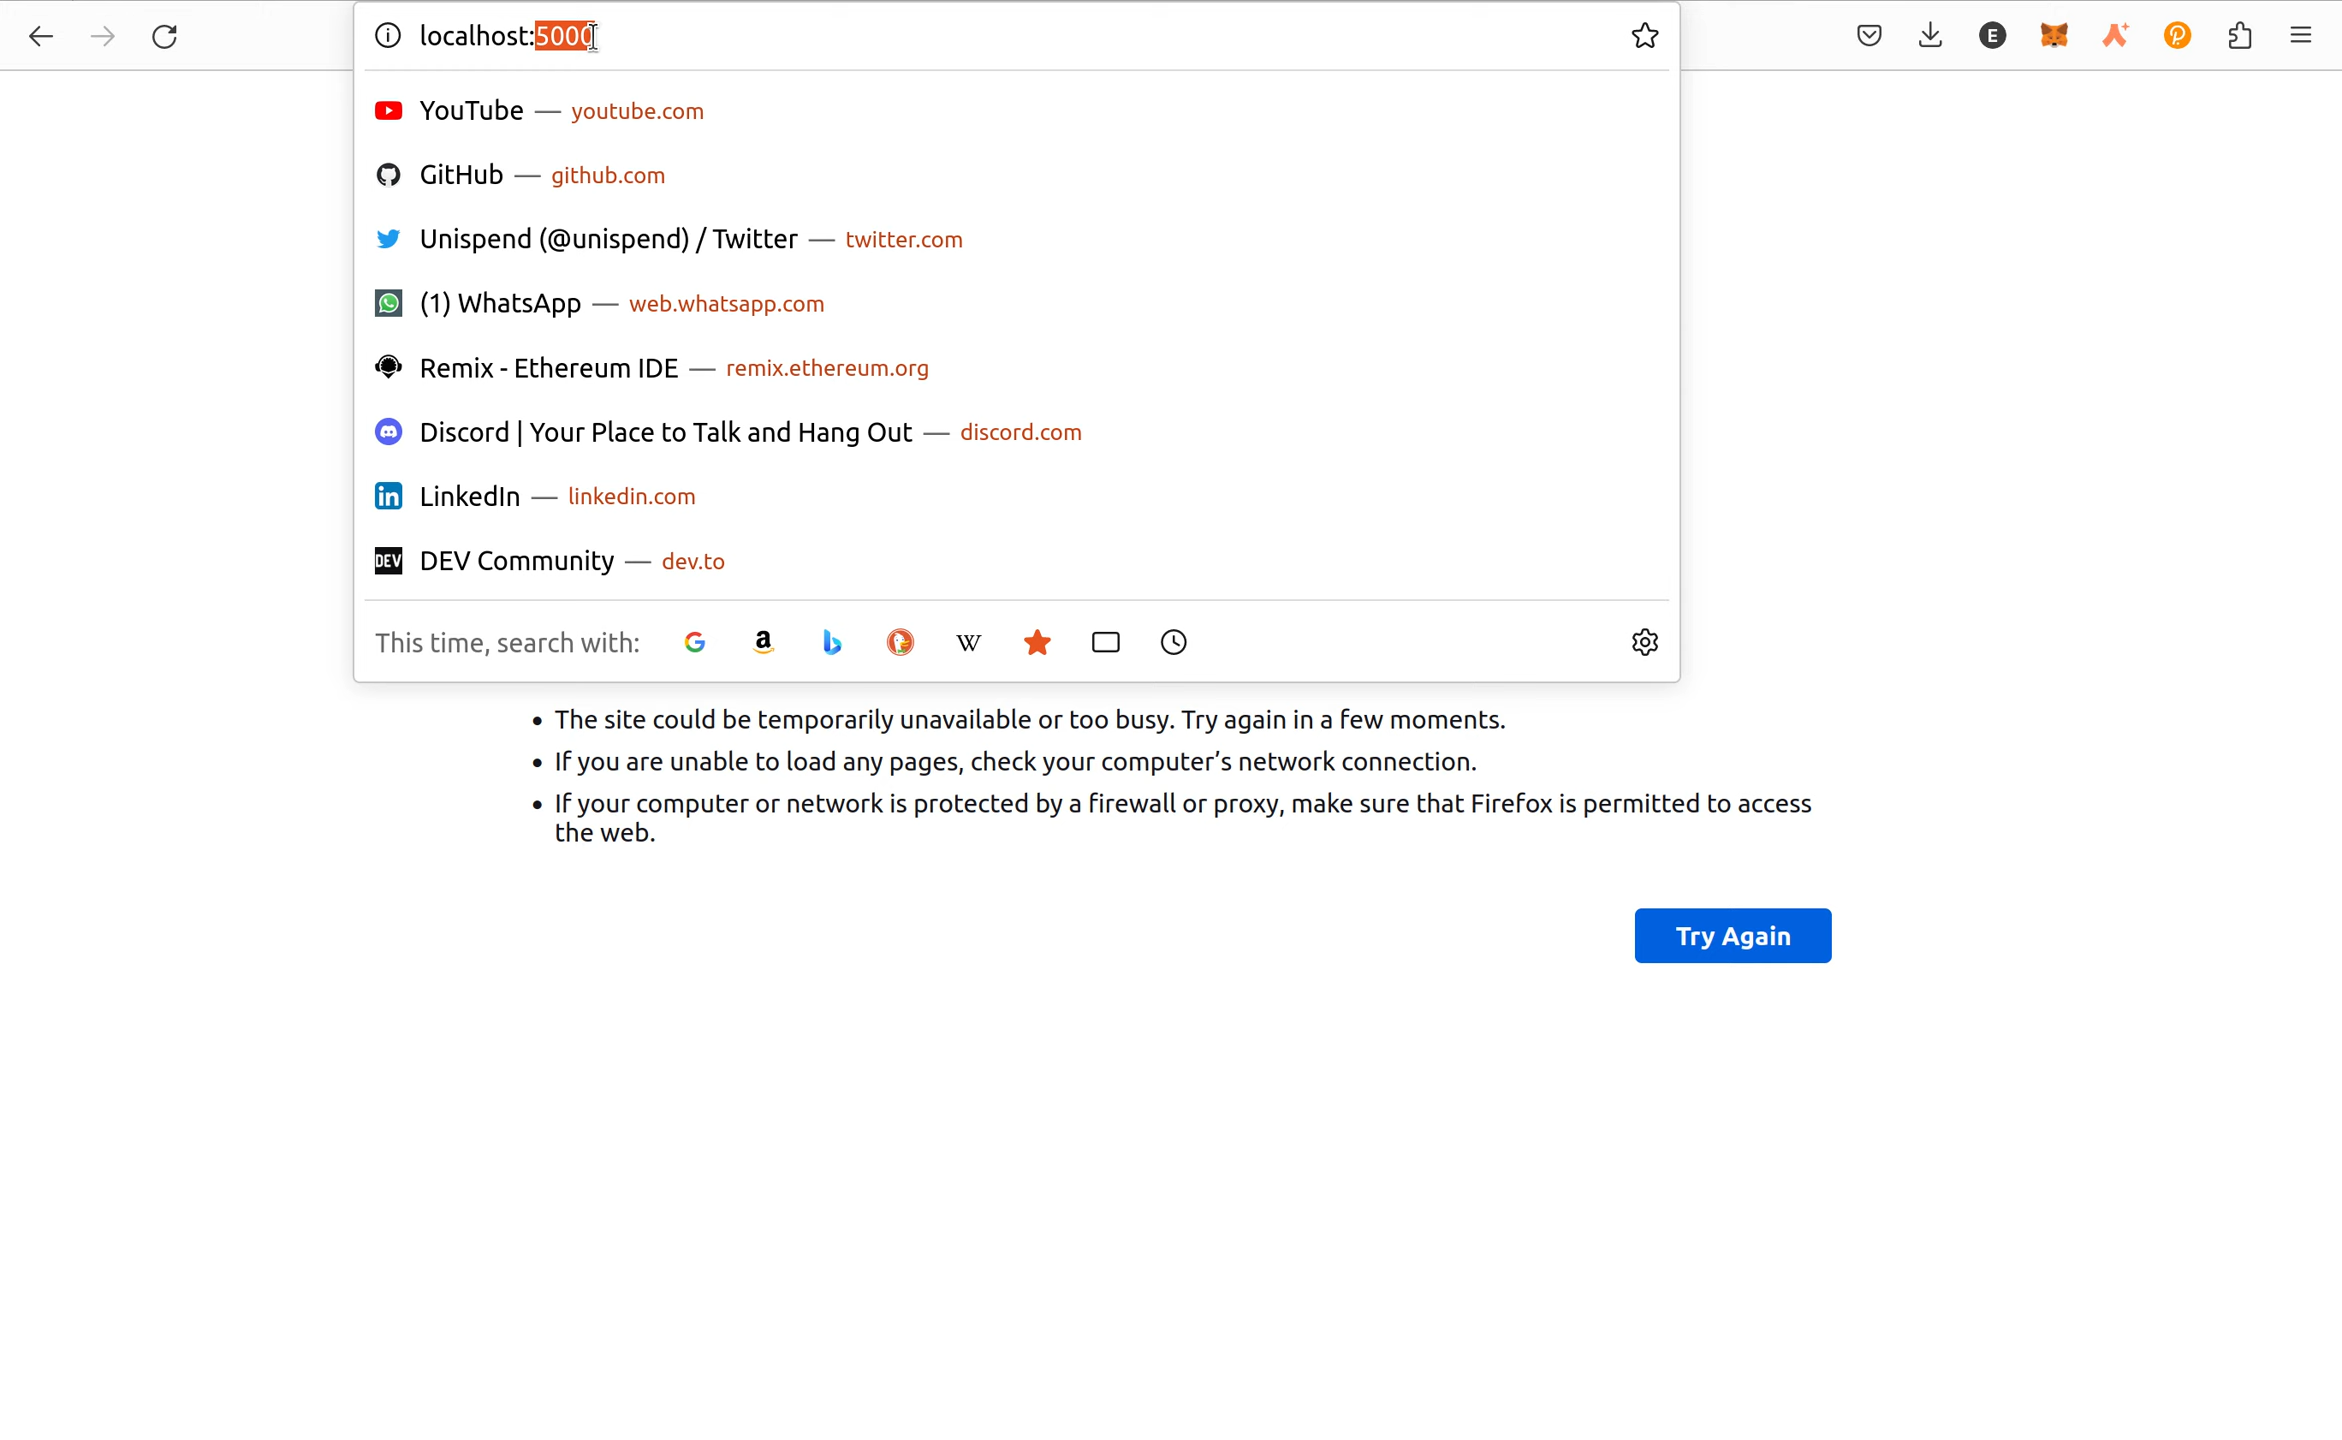 localhost:5000
E
YouTube — youtube.com
GitHub — github.com
Unispend (@unispend) / Twitter — twitter.com
(1) WhatsApp — web.whatsapp.com
Remix - Ethereum IDE — remix.ethereum.org
Discord | Your Place to Talk and Hang Out — discord.com
in LinkedIn — linkedin.com
DEV DEV Community — dev.to
This time, search with: G a b W
• The site could be temporarily unavailable or too busy. Try again in a few moments.
• If you are unable to load any pages, check your computer’s network connection.
• If your computer or network is protected by a firewall or proxy, make sure that Firefox is permitted to access
the web.
Try Again